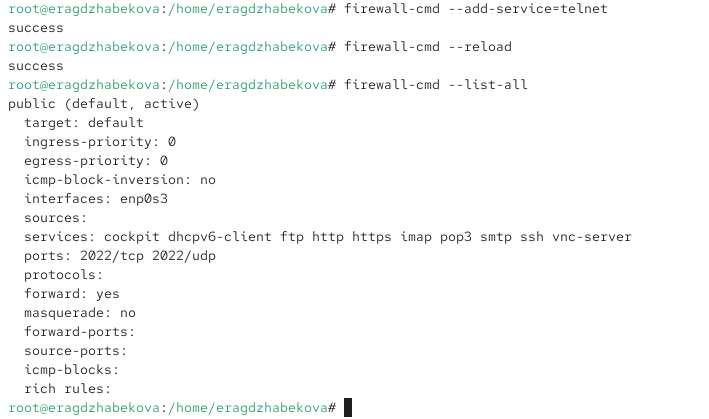 root@eragdzhabekova:/home/eragdzhabekova# firewall-cmd --add-service=telnet
success
root@eragdzhabekova:/home/eragdzhabekova# firewall-cmd --reload
success
root@eragdzhabekova:/home/eragdzhabekova# firewall-cmd --list-all
public (default, active)
  target: default
  ingress-priority: 0
  egress-priority: 0
  icmp-block-inversion: no
  interfaces: enp0s3
  sources:
  services: cockpit dhcpv6-client ftp http https imap pop3 smtp ssh vnc-server
  ports: 2022/tcp 2022/udp
  protocols:
  forward: yes
  masquerade: no
  forward-ports:
  source-ports:
  icmp-blocks:
  rich rules:
root@eragdzhabekova:/home/eragdzhabekova#